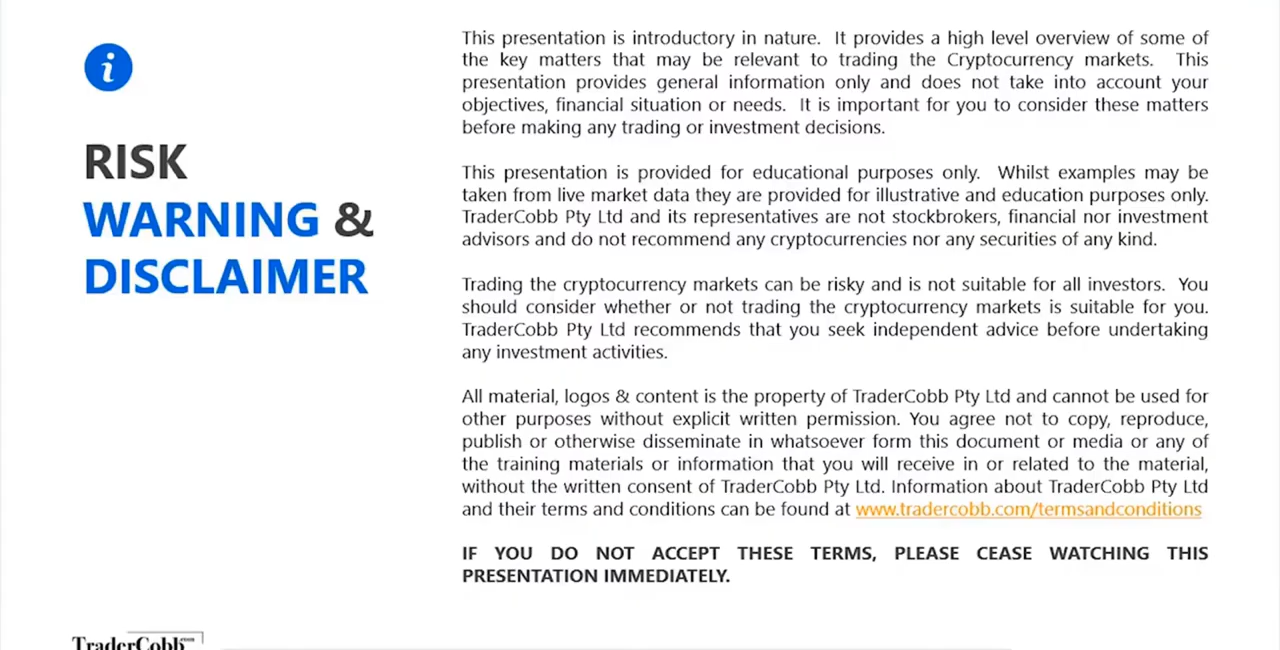 i
RISK
WARNING &
DISCLAIMER
This presentation is introductory in nature. It provides a high level overview of some of
the key matters that may be relevant to trading the Cryptocurrency markets. This
presentation provides general information only and does not take into account your
objectives, financial situation or needs. It is important for you to consider these matters
before making any trading or investment decisions.
This presentation is provided for educational purposes only. Whilst examples may be
taken from live market data they are provided for illustrative and education purposes only.
TraderCobb Pty Ltd and its representatives are not stockbrokers, financial nor investment
advisors and do not recommend any cryptocurrencies nor any securities of any kind.
Trading the cryptocurrency markets can be risky and is not suitable for all investors. You
should consider whether or not trading the cryptocurrency markets is suitable for you.
TraderCobb Pty Ltd recommends that you seek independent advice before undertaking
any investment activities.
All material, logos & content is the property of TraderCobb Pty Ltd and cannot be used for
other purposes without explicit written permission. You agree not to copy, reproduce,
publish or otherwise disseminate in whatsoever form this document or media or any of
the training materials or information that you will receive in or related to the material,
without the written consent of TraderCobb Pty Ltd. Information about TraderCobb Pty Ltd
and their terms and conditions can be found at www.tradercobb.com/termsandconditions
IF YOU DO NOT ACCEPT THESE TERMS, PLEASE CEASE WATCHING THIS
PRESENTATION IMMEDIATELY.
TraderCobb